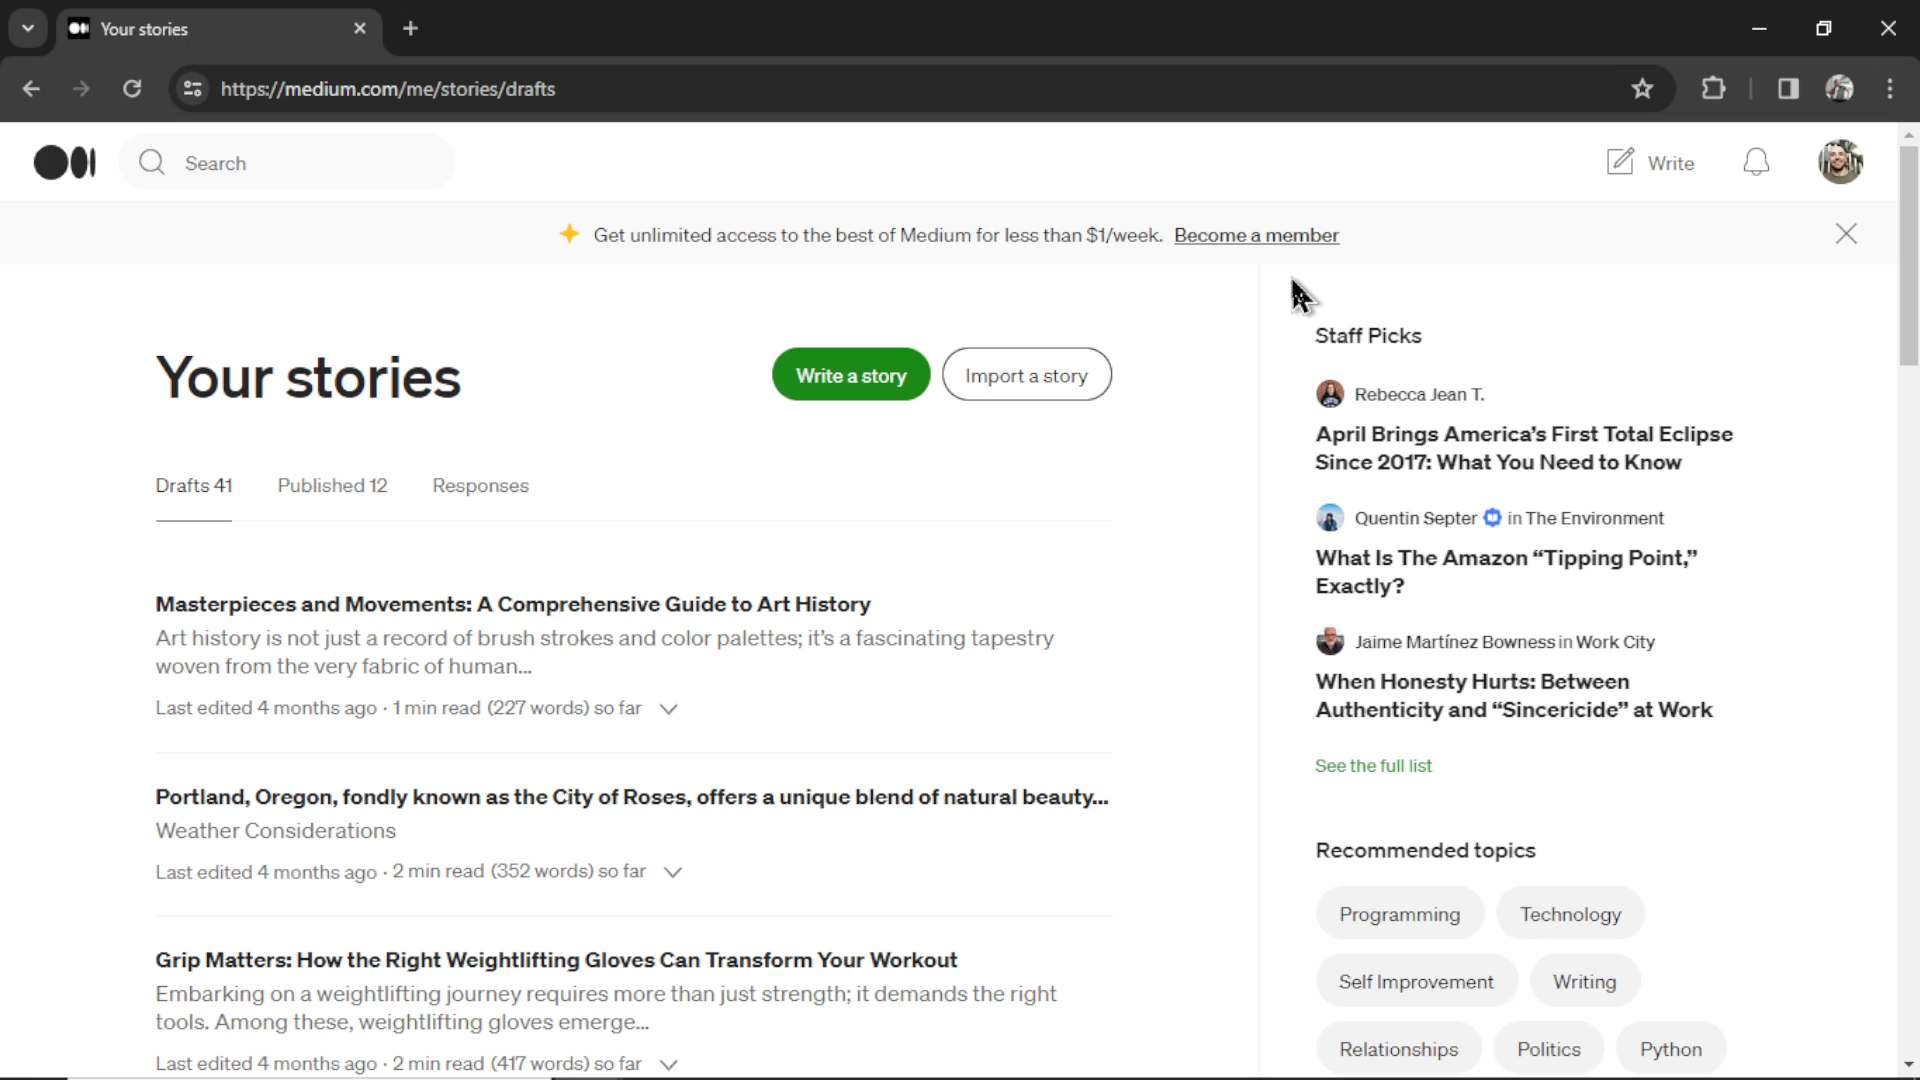 Your stories
https://medium.com/me/stories/drafts
Search
Write
Get unlimited access to the best of Medium for less than $1/week. Become a member
Your stories
Write a story
Import a story
Drafts 41
Published 12
Responses
Masterpieces and Movements: A Comprehensive Guide to Art History
Art history is not just a record of brush strokes and color palettes; it's a fascinating tapestry
woven from the very fabric of human...
Last edited 4 months ago · 1 min read (227 words) so far
Portland, Oregon, fondly known as the City of Roses, offers a unique blend of natural beauty...
Weather Considerations
Last edited 4 months ago · 2 min read (352 words) so far
Grip Matters: How the Right Weightlifting Gloves Can Transform Your Workout
Embarking on a weightlifting journey requires more than just strength; it demands the right
tools. Among these, weightlifting gloves emerge...
Last edited 4 months ago · 2 min read (417 words) so far
Staff Picks
Rebecca Jean T.
April Brings America's First Total Eclipse
Since 2017: What You Need to Know
Quentin Septer in The Environment
What Is The Amazon “Tipping Point,”
Exactly?
Jaime Martínez Bowness in Work City
When Honesty Hurts: Between
Authenticity and “Sincericide” at Work
See the full list
Recommended topics
Programming
Technology
Self Improvement
Writing
Relationships
Politics
Python